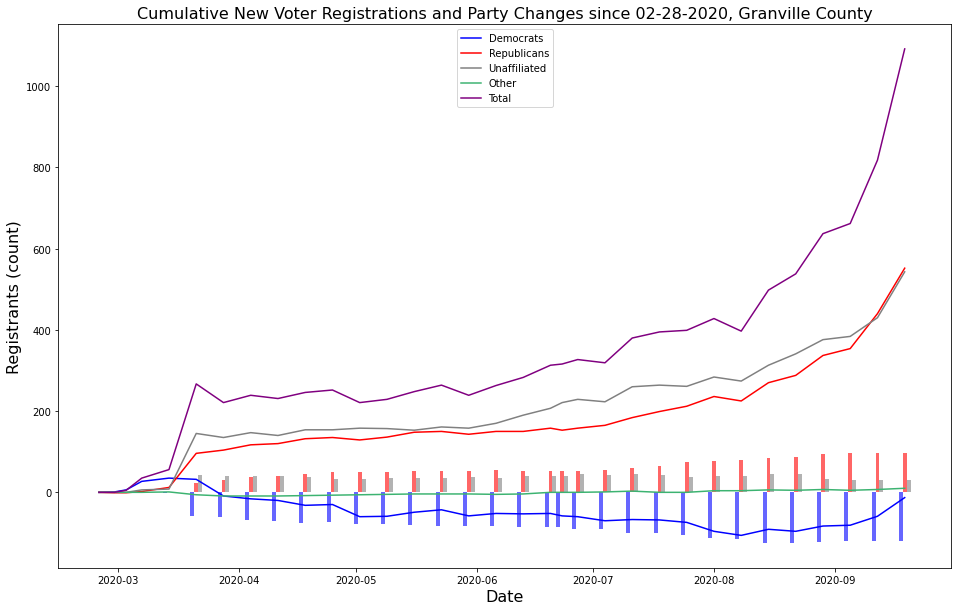 Cumulative New Voter Registrations and Party Changes since 02-28-2020, Granville County
Democrats
Republicans
Unaffiliated
Other
Total
Registrants (count)
1000
800
600
400
200
0
2020-03 2020-04 2020-05 2020-06 2020-07 2020-08 2020-09
Date